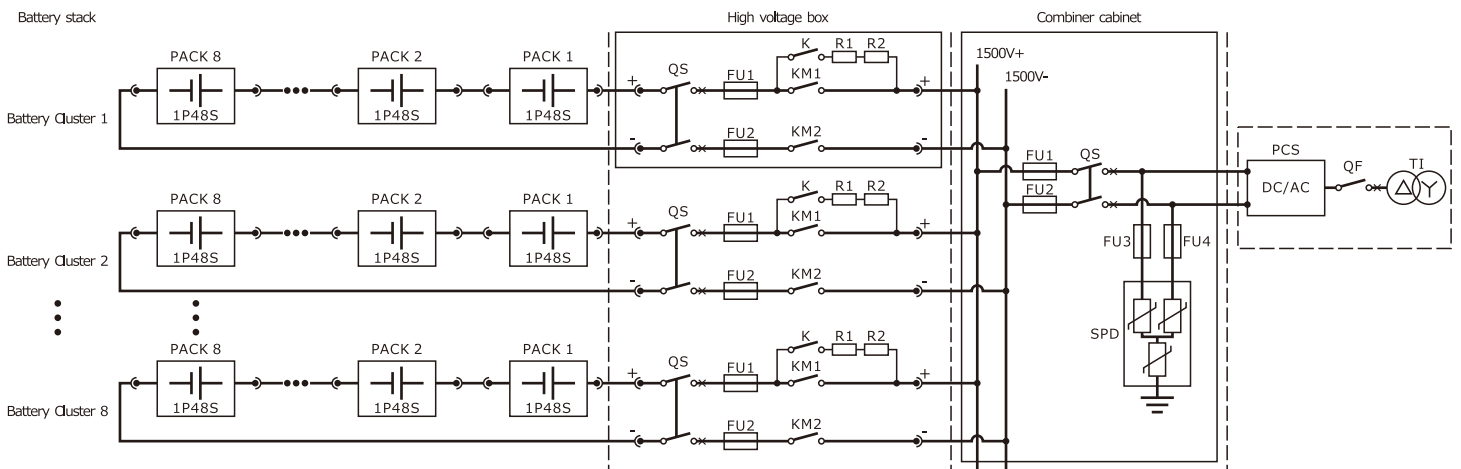 Battery stack
High voltage box
Combiner cabinet
PACK 8
PACK 2
PACK 1
K
R1
R2
1500V+
1500V-
QS
FU1
KM1
+
+
1P48S
1P48S
1P48S
Battery Cluster 1
-
FU2
KM2
-
PCS
FU1
QS
QF
TI
DC/AC
FU2
PACK 8
PACK 2
PACK 1
K
R1
R2
QS
FU1
KM1
+
+
1P48S
1P48S
1P48S
FU3
FU4
Battery Cluster 2
-
FU2
KM2
-
SPD
PACK 8
PACK 2
PACK 1
K
R1
R2
QS
FU1
KM1
+
+
1P48S
1P48S
1P48S
Battery Cluster 8
-
FU2
KM2
-